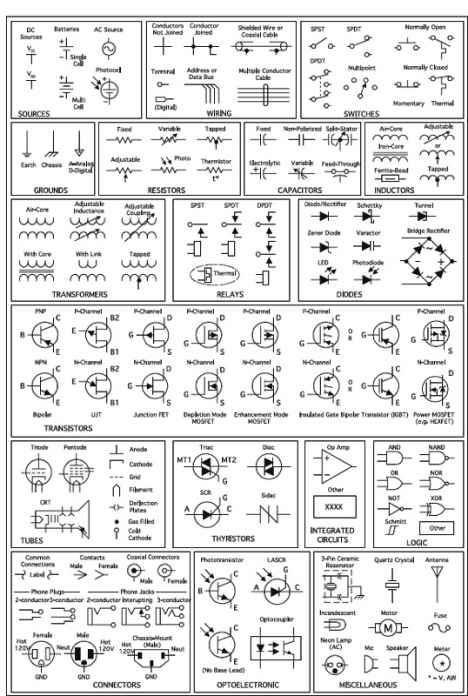 DC Sources
Batteries
AC Source
Single Cell
Photocell
Multi Cell
SOURCES
Conductors Not Joined
Conductor Joined
Shielded Wire or Coaxial Cable
Terminal
(Digital)
Address or Data Bus
Multiple Conductor Cable
WIRING
SPST
SPDT
Normally Open
DPDT
Multipoint
Normally Closed
Momentary
Thermal
SWITCHES
Earth
Chassis
A=Analog
D=Digital
GROUNDS
Fixed
Variable
Tapped
Adjustable
Photo
Thermistor
t°
RESISTORS
Fixed
Non-Polarized
Split-Stator
Electrolytic
Variable
Feed-Through
CAPACITORS
Air-Core
Adjustable
Iron-Core
or
Ferrite-Bead
Tapped
INDUCTORS
Air-Core
Adjustable Inductance
Adjustable Coupling
With Core
With Link
Tapped
TRANSFORMERS
SPST
SPDT
DPDT
Thermal
RELAYS
Diode/Rectifier
Schottky
Tunnel
Zener Diode
Varactor
Bridge Rectifier
LED
Photodiode
DIODES
PNP
P-Channel
P-Channel
P-Channel
P-Channel
P-Channel
P-Channel
B
C
E
E
B2
B1
G
D
S
G
D
S
G
D
S
G
C
E
OR
G
C
E
G
D
S
NPN
N-Channel
N-Channel
N-Channel
N-Channel
N-Channel
N-Channel
B
C
E
E
B2
B1
G
D
S
G
D
S
G
D
S
G
C
E
OR
G
C
E
G
D
S
Bipolar
UJT
Junction FET
Depletion Mode MOSFET
Enhancement Mode MOSFET
Insulated Gate Bipolar Transistor (IGBT)
Power MOSFET (e.g. HEXFET)
TRANSISTORS
Triode
Pentode
Anode
Cathode
Grid
Filament
CRT
Deflection Plates
Gas Filled
Cold Cathode
TUBES
Triac
Diac
MT1
MT2
G
SCR
G
A
C
Sidac
THYRISTORS
Op Amp
Other
XXXX
INTEGRATED CIRCUITS
AND
NAND
OR
NOR
NOT
XOR
Schmitt
Other
LOGIC
Common Connections
Contacts
Coaxial Connectors
Label
Male
Female
Male
Female
Phone Plugs
Phone Jacks
2-conductor
3-conductor
2-conductor
Interupting
3-conductor
Female
Male
Chassis-Mount (Male)
Hot 120V
Neut
Hot 120V
Hot 120V
Neut
GND
GND
GND
CONNECTORS
Phototransistor
LASCR
C
B
E
G
A
C
Optocoupler
C
E
(No Base Lead)
OPTOELECTRONIC
3-Pin Ceramic Resonator
Quartz Crystal
Antenna
Incandescent
Motor
M
Fuse
Neon Lamp (AC)
Mic
Speaker
Meter
*
* = V, A, W
MISCELLANEOUS